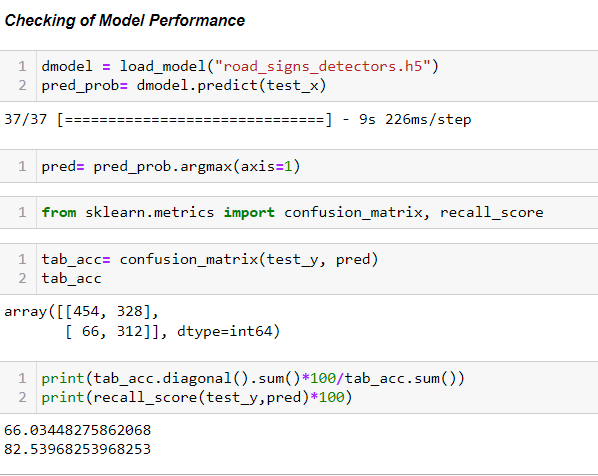 Checking of Model Performance
1 dmodel = load_model("road_signs_detectors.h5")
2 pred_prob= dmodel.predict(test_x)
37/37 [==============================] - 9s 226ms/step
1 pred= pred_prob.argmax(axis=1)
1 from sklearn.metrics import confusion_matrix, recall_score
1 tab_acc= confusion_matrix(test_y, pred)
2 tab_acc
array([[454, 328],
       [ 66, 312]], dtype=int64)
1 print(tab_acc.diagonal().sum()*100/tab_acc.sum())
2 print(recall_score(test_y,pred)*100)
66.03448275862068
82.53968253968253